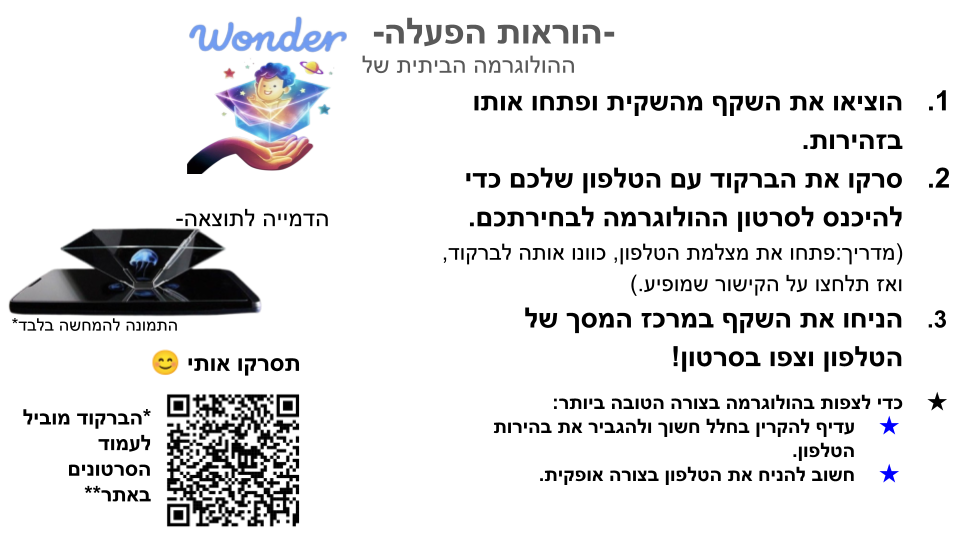 -הוראות הפעלה-
ההולוגרמה הביתית של
Wonder
1. הוציאו את השקף מהשקית ופתחו אותו
בזהירות.
2. סרקו את הברקוד עם הטלפון שלכם כדי
להיכנס לסרטון ההולוגרמה לבחירתכם.
(מדריך:פתחו את מצלמת הטלפון, כוונו אותה לברקוד,
ואז תלחצו על הקישור שמופיע.)
3. הניחו את השקף במרכז המסך של
הטלפון וצפו בסרטון!
★ כדי לצפות בהולוגרמה בצורה הטובה ביותר:
★ עדיף להקרין בחלל חשוך ולהגביר את בהירות
הטלפון.
★ חשוב להניח את הטלפון בצורה אופקית.
הדמייה לתוצאה-
התמונה להמחשה בלבד*
תסרקו אותי 😊
*הברקוד מוביל
לעמוד
הסרטונים
באתר**